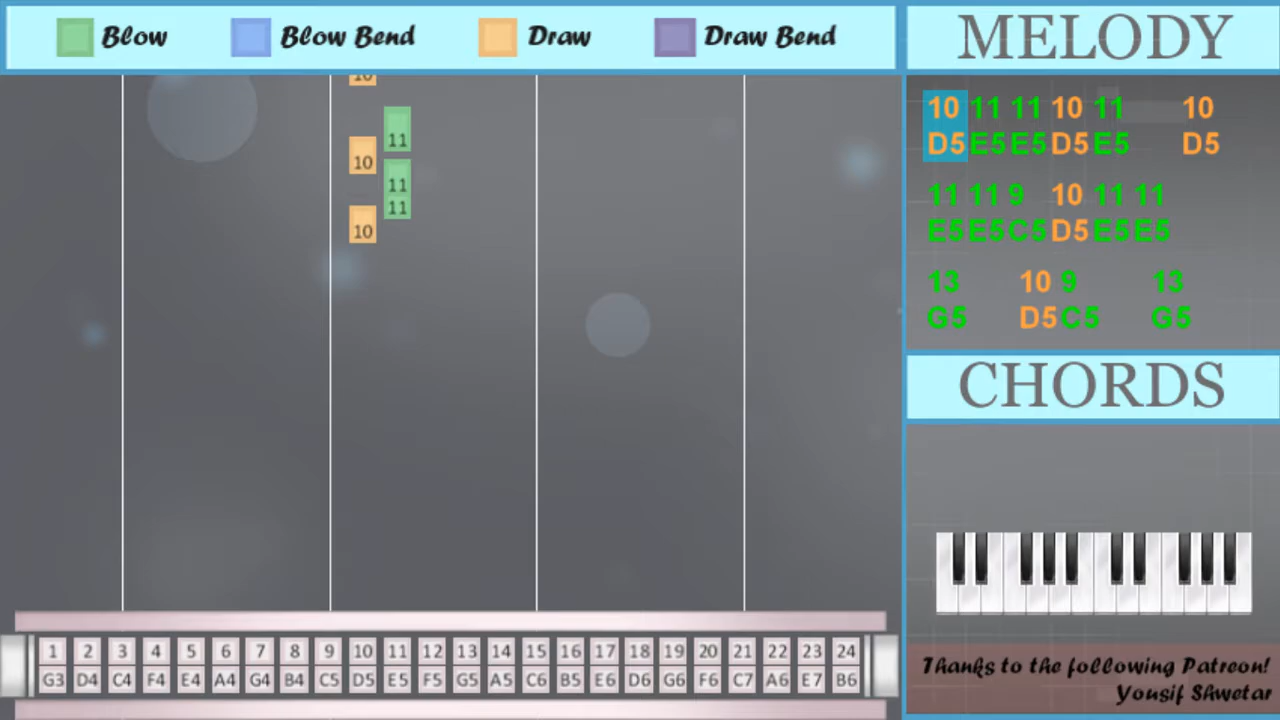 Blow Blow Bend Draw Draw Bend
10
11
10
11
11
10
1 2 3 4 5 6 7 8 9 10 11 12 13 14 15 16 17 18 19 20 21 22 23 24
G3 D4 C4 F4 E4 A4 G4 B4 C5 D5 E5 F5 G5 A5 C6 B5 E6 D6 G6 F6 C7 A6 E7 B6
MELODY
10 11 11 10 11 10
D5 E5 E5 D5 E5 D5
11 11 9 10 11 11
E5 E5 C5 D5 E5 E5
13 10 9 13
G5 D5 C5 G5
CHORDS
Thanks to the following Patreon!
Yousif Shwetar